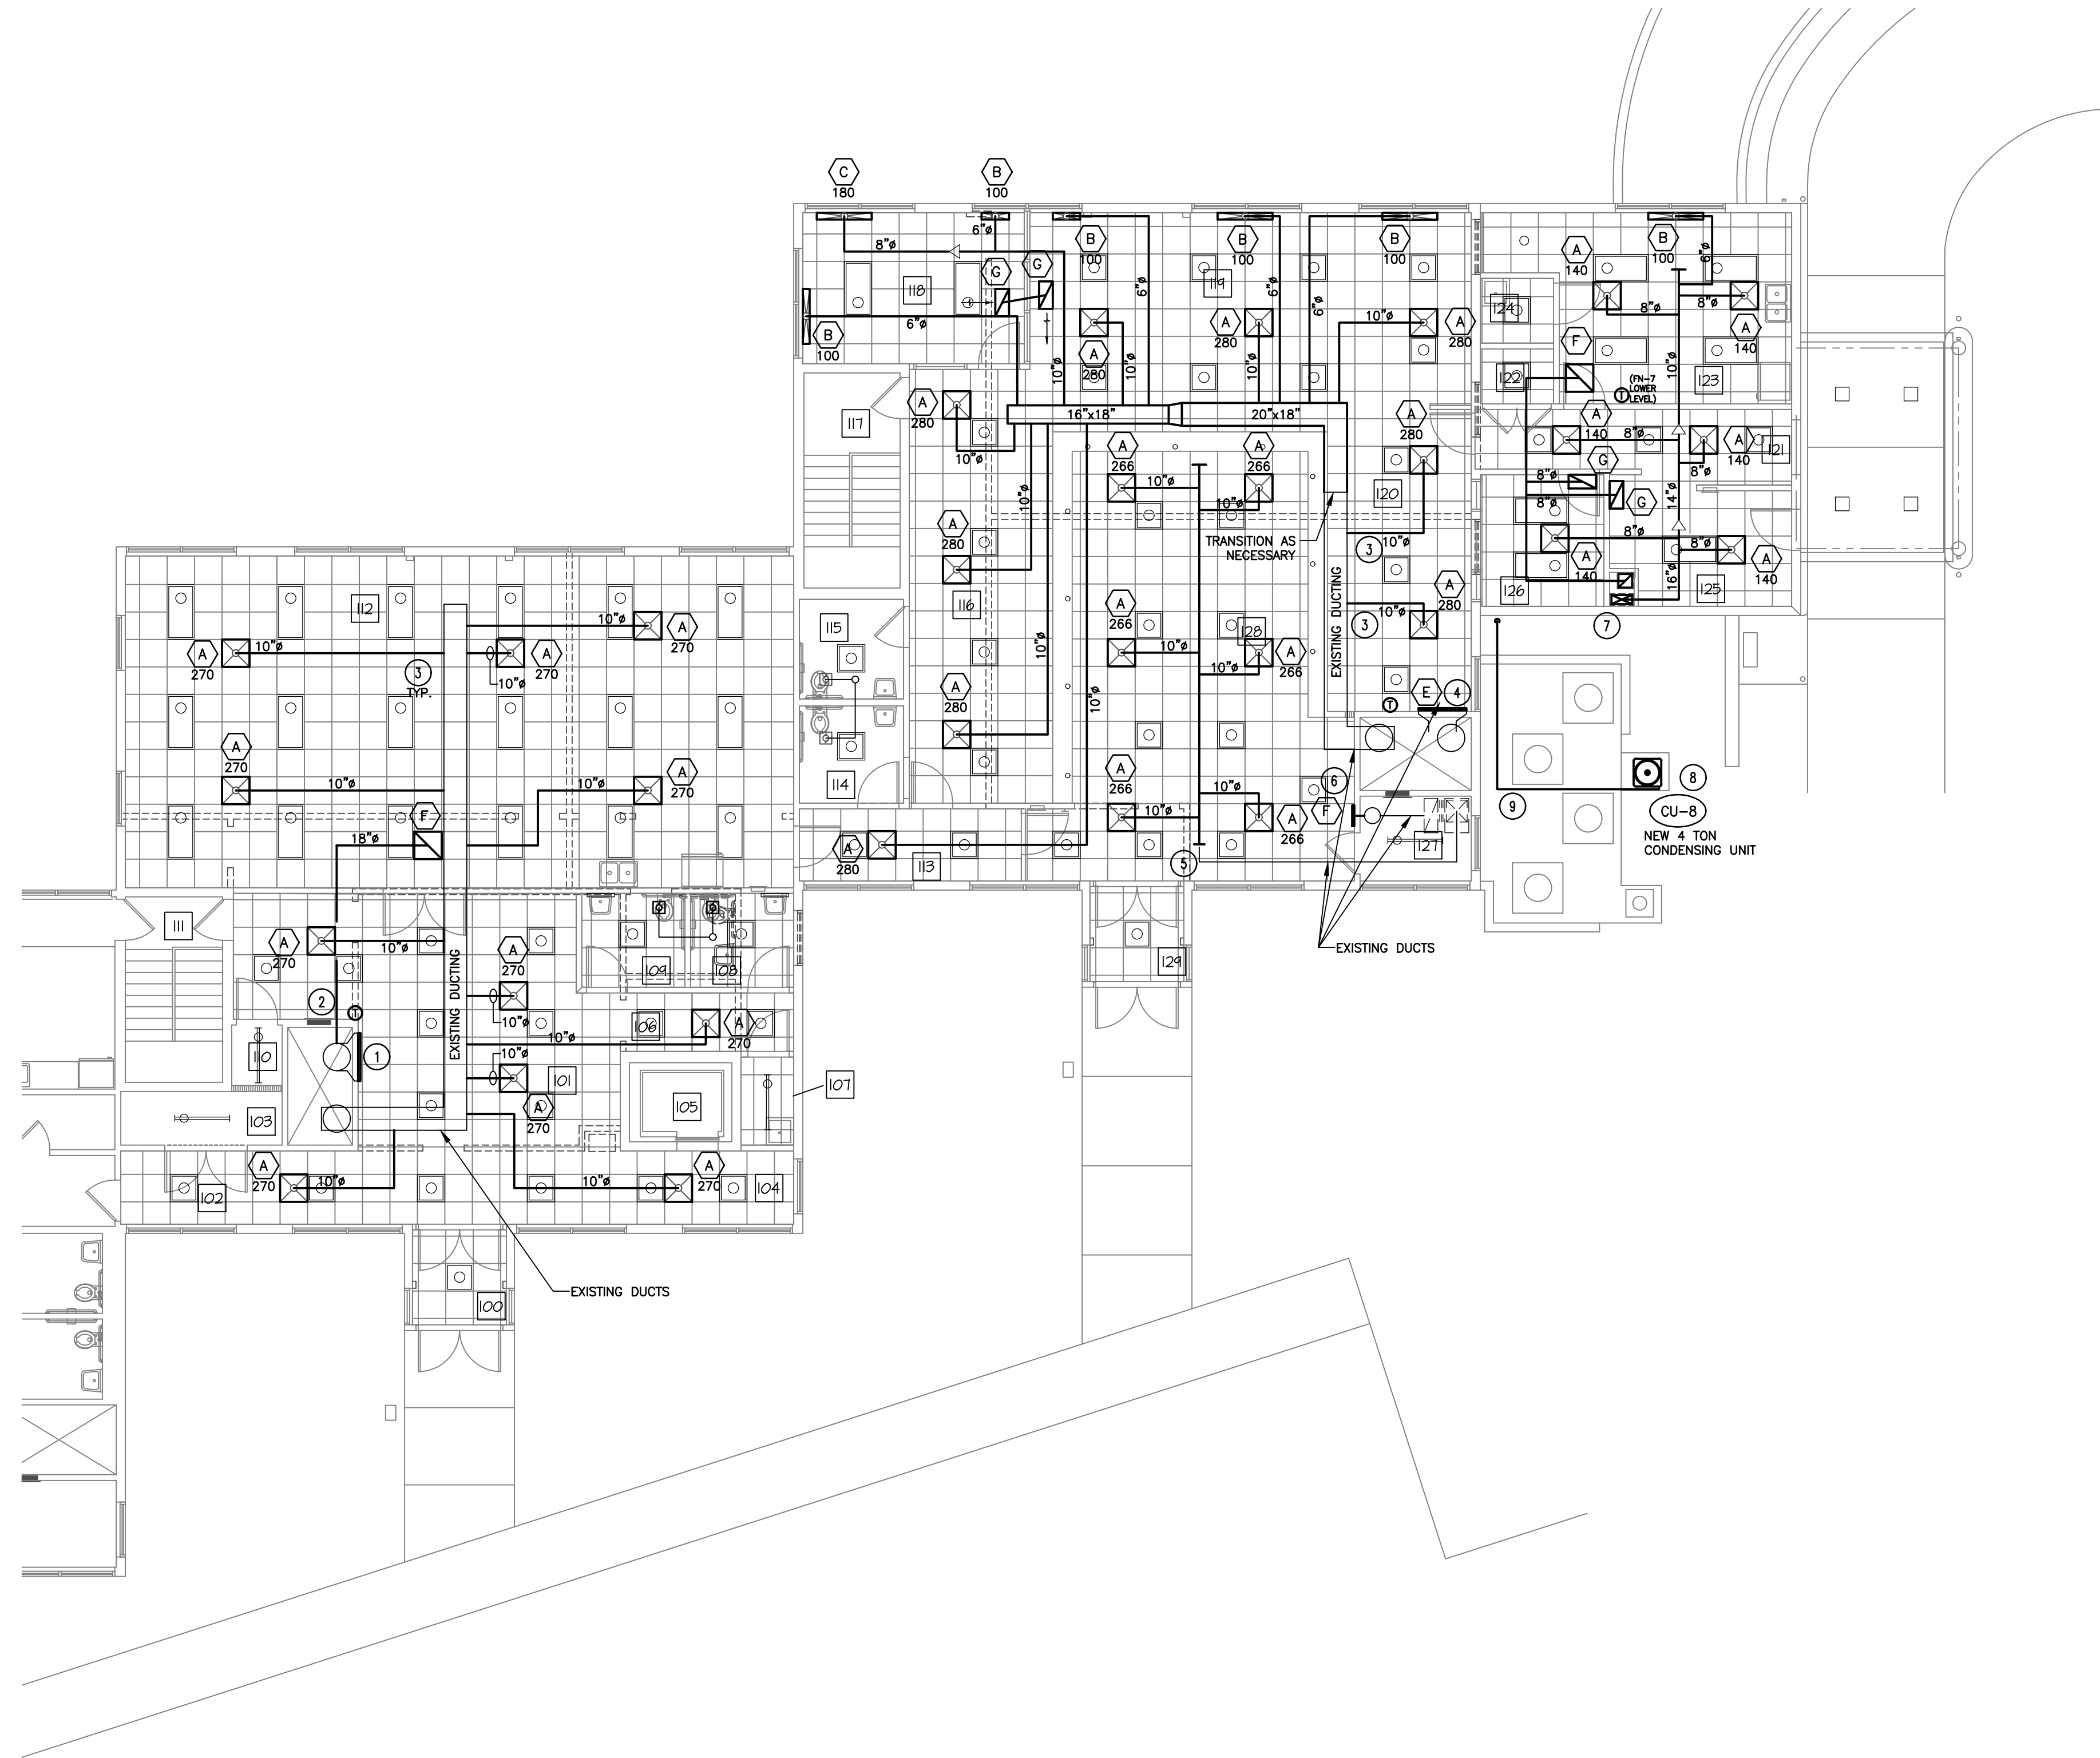 C
180
B
100
8"ø
6"ø
G
G
118
6"ø
B
100
B
100
B
100
B
100
119
6"ø
6"ø
6"ø
A
280
A
280
10"ø
A
280
10"ø
10"ø
10"ø
16"x18"
20"x18"
A
140
B
100
6"ø
8"ø
8"ø
A
140
124
F
122
(FN-7
LOWER
LEVEL)
T
10"ø
123
117
A
280
10"ø
A
280
10"ø
116
A
280
10"ø
10"ø
A
266
10"ø
A
266
10"ø
A
280
120
TRANSITION AS
NECESSARY
3
10"ø
A
280
3
10"ø
EXISTING DUCTING
A
140
8"ø
A
140
121
8"ø
G
8"ø
8"ø
G
14"ø
8"ø
8"ø
A
140
A
140
126
125
16"ø
7
A
266
10"ø
128
10"ø
A
266
T
E
4
A
266
10"ø
10"ø
A
266
6
F
127
5
EXISTING DUCTS
8
9
CU-8
NEW 4 TON
CONDENSING UNIT
115
114
A
280
113
129
112
A
270
10"ø
3
TYP.
10"ø
A
270
10"ø
A
270
A
270
10"ø
10"ø
A
270
F
18"ø
111
A
270
10"ø
A
270
109
108
2
T
10"ø
106
A
270
10"ø
10"ø
1
110
EXISTING DUCTING
101
A
270
105
107
103
A
270
10"ø
102
10"ø
A
270
104
EXISTING DUCTS
100